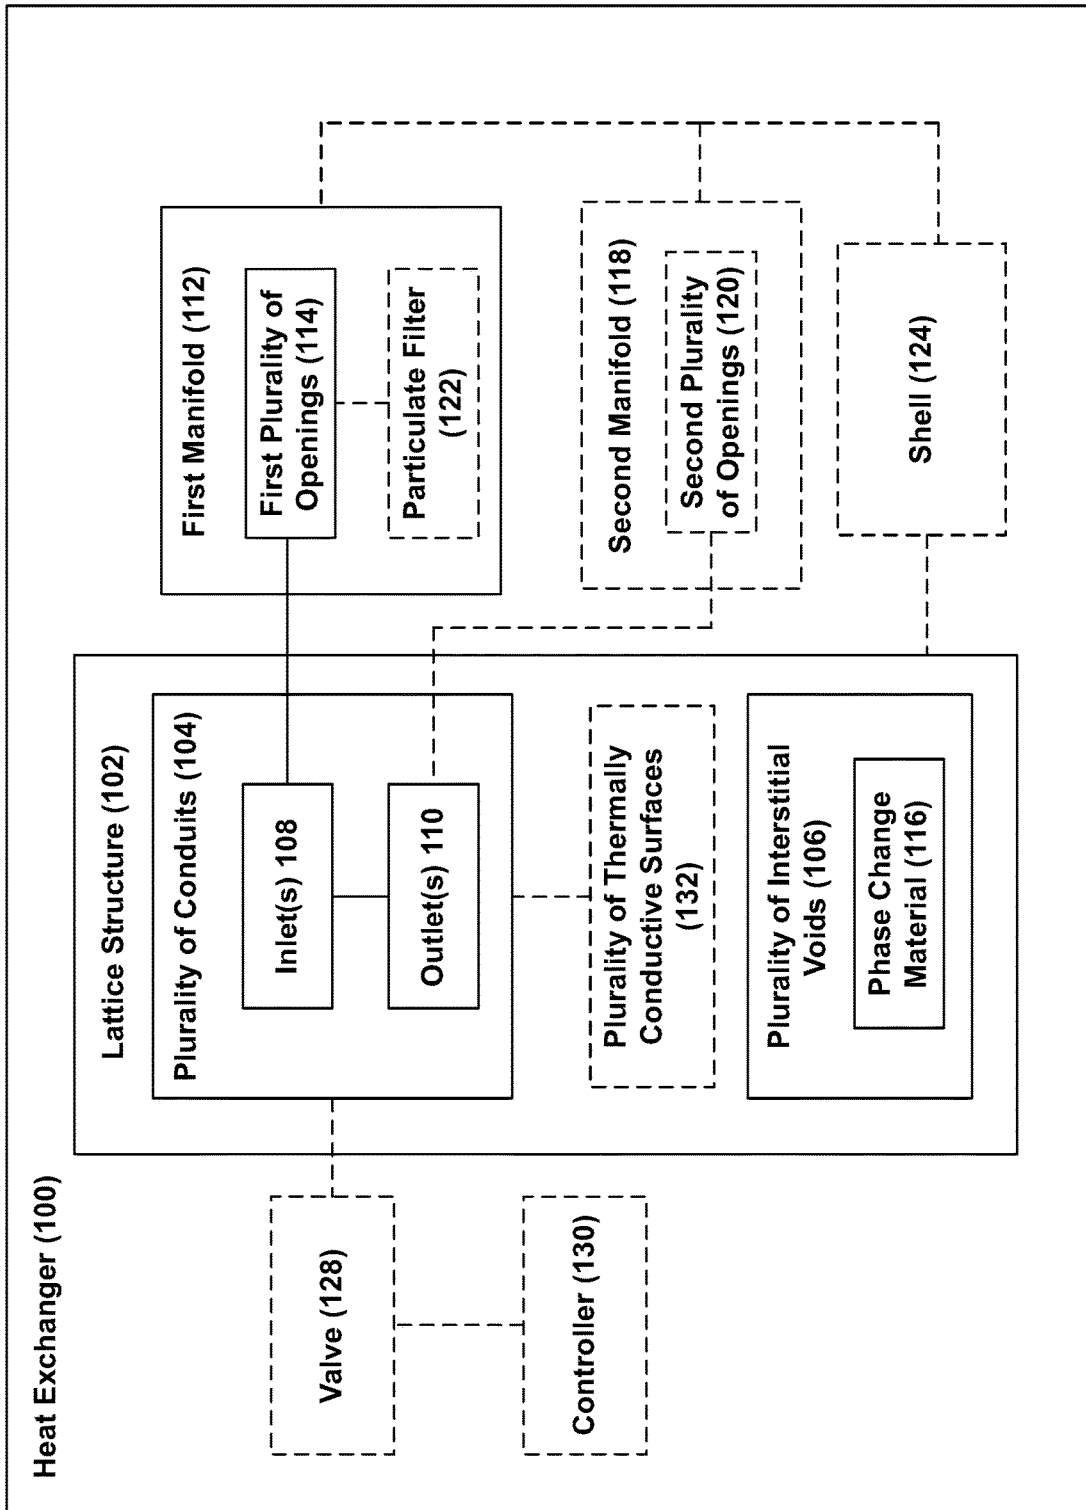 Heat Exchanger (100)
Valve (128)
Controller (130)
Lattice Structure (102)
Plurality of Conduits (104)
Inlet(s) 108
Outlet(s) 110
Plurality of Thermally
Conductive Surfaces
(132)
Plurality of Interstitial
Voids (106)
Phase Change
Material (116)
First Manifold (112)
First Plurality of
Openings (114)
Particulate Filter
(122)
Second Manifold (118)
Second Plurality
of Openings (120)
Shell (124)